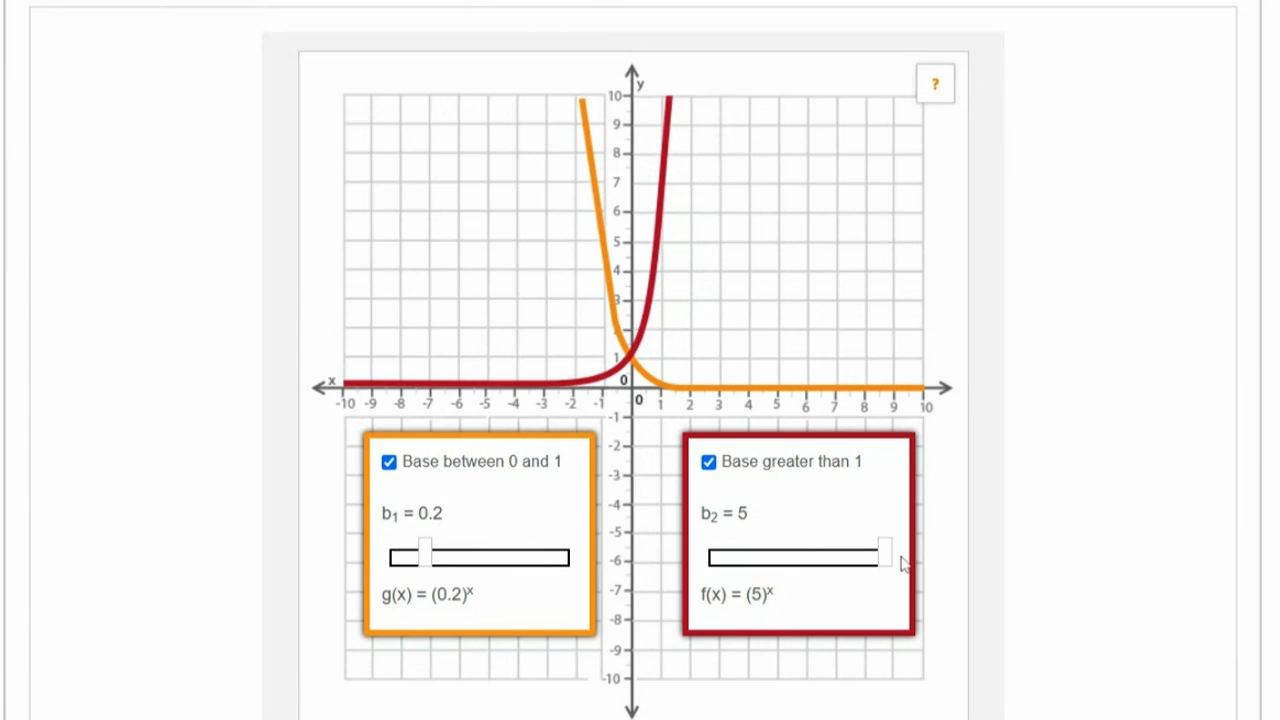 ?
y
10
9
8
7
6
5
4
3
1
x
0
-10 -9 -8 -7 -6 -5 -4 -3 -2 -1 0 1 2 3 4 5 6 7 8 9 10
-1
-2
-3
-4
-5
-6
-7
-8
-9
-10
Base between 0 and 1
b₁ = 0.2
g(x) = (0.2)ˣ
Base greater than 1
b₂ = 5
f(x) = (5)ˣ